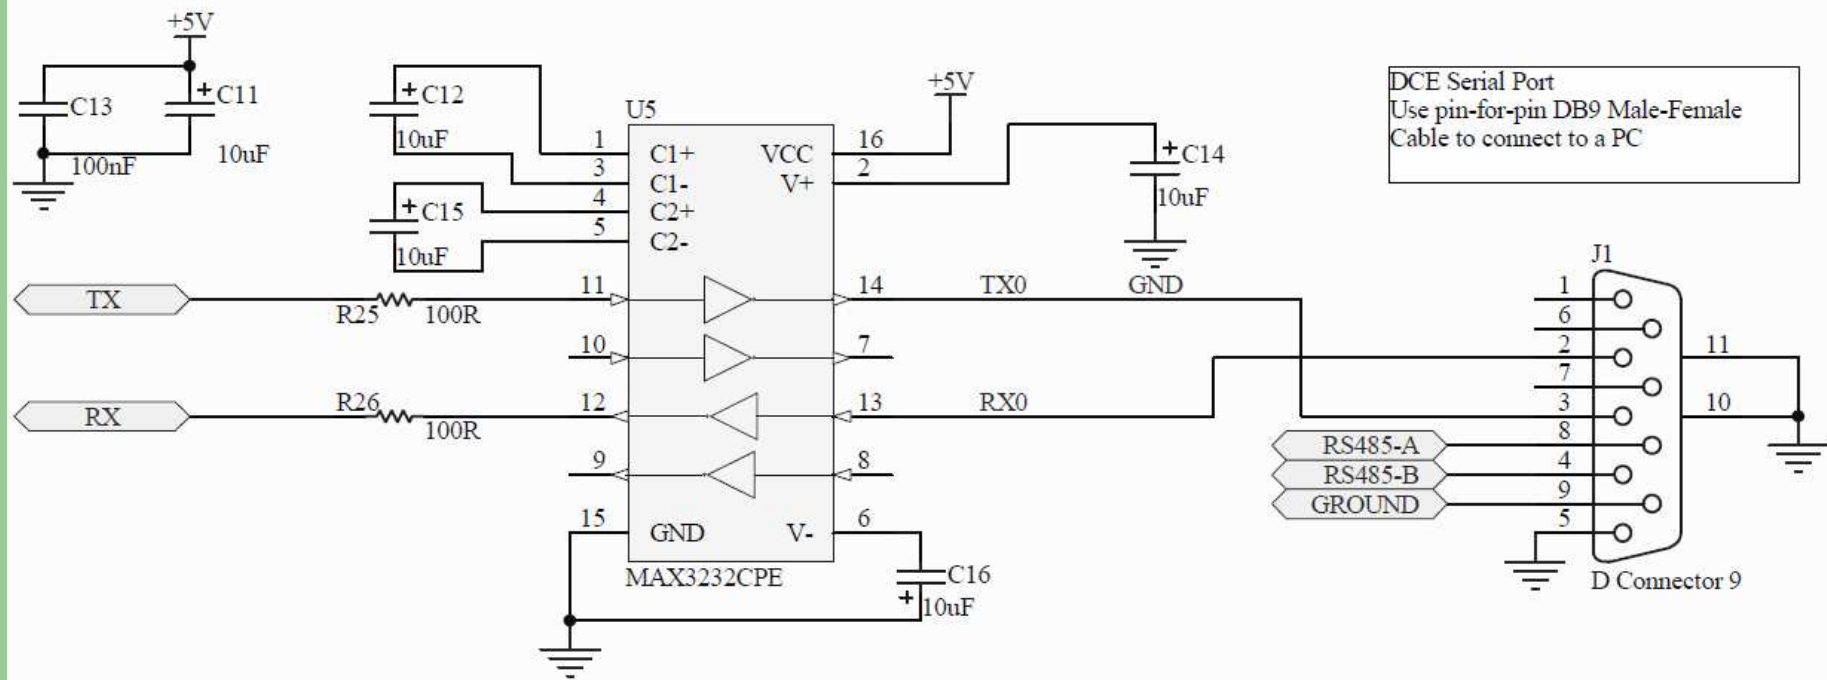 +5V
C13
100nF
+
C11
10uF
+
C12
10uF
+
C15
10uF
U5
1
3
4
5
C1+
C1-
C2+
C2-
VCC
V+
16
2
+5V
+
C14
10uF
DCE Serial Port
Use pin-for-pin DB9 Male-Female
Cable to connect to a PC
TX
R25
100R
11
14
TX0
GND
10
7
RX
R26
100R
12
13
RX0
9
8
15
GND
V-
6
MAX3232CPE
C16
+
10uF
J1
1
6
2
7
3
8
4
9
5
11
10
RS485-A
RS485-B
GROUND
D Connector 9